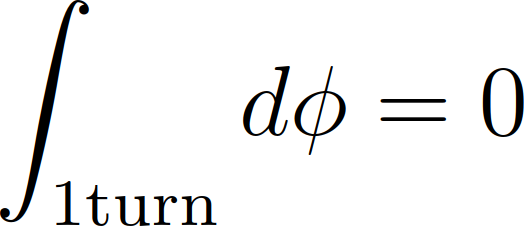 ∫_{1turn} dϕ = 0